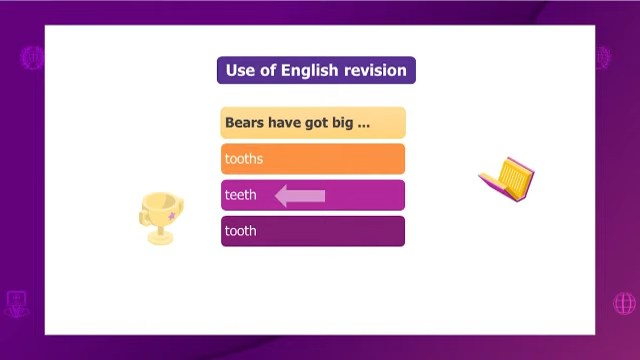 Use of English revision
Bears have got big ...
tooths
teeth
tooth